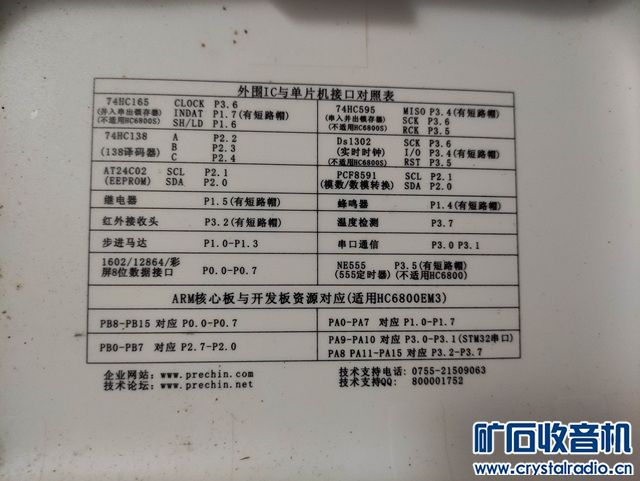 外围IC与单片机接口对照表
74HC165 CLOCK P3.6
(并入串出锁存器) INDAT P1.7(有短路帽)
(不适用HC6800S) SH/LD P1.6
74HC595 MISO P3.4(有短路帽)
(串入并出锁存器) SCK P3.6
(不适用HC6800S) RCK P3.5
74HC138 A P2.2
(138译码器) B P2.3
C P2.4
Ds1302 SCK P3.6
(实时时钟) I/O P3.4(有短路帽)
(不适用HC6800S) RST P3.5
AT24C02 SCL P2.1
(EEPROM) SDA P2.0
PCF8591 SCL P2.1
(模数/数模转换) SDA P2.0
继电器 P1.5(有短路帽)
蜂鸣器 P1.4(有短路帽)
红外接收头 P3.2(有短路帽)
温度检测 P3.7
步进马达 P1.0-P1.3
串口通信 P3.0 P3.1
1602/12864/彩
屏8位数据接口 P0.0-P0.7
NE555 P3.5(有短路帽)
(555定时器) (不适用HC6800)
ARM核心板与开发板资源对应(适用HC6800EM3)
PB8-PB15 对应 P0.0-P0.7
PA0-PA7 对应 P1.0-P1.7
PB0-PB7 对应 P2.7-P2.0
PA9-PA10 对应 P3.0-P3.1(STM32串口)
PA8 PA11-PA15 对应 P3.2-P3.7
企业网站：www.prechin.com
技术论坛：www.prechin.net
技术支持电话：0755-21509063
技术支持QQ： 800001752
矿石收音机
www.crystalradio.cn